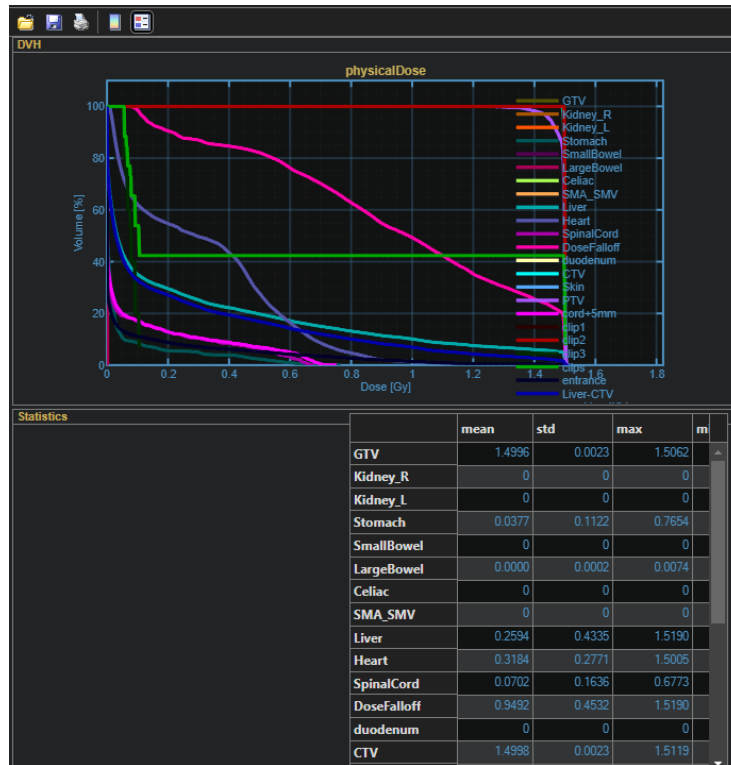 DVH
physicalDose
Volume [%]
100
80
60
40
20
0
0 0.2 0.4 0.6 0.8 1 1.2 1.4 1.6 1.8
Dose [Gy]
GTV
Kidney_R
Kidney_L
Stomach
SmallBowel
LargeBowel
Celiac
SMA_SMV
Liver
Heart
SpinalCord
DoseFalloff
duodenum
CTV
Skin
PTV
cord+5mm
clip1
clip2
clip3
clips
entrance
Liver-CTV
Statistics
mean std max
GTV 1.4996 0.0023 1.5062
Kidney_R 0 0 0
Kidney_L 0 0 0
Stomach 0.0377 0.1122 0.7654
SmallBowel 0 0 0
LargeBowel 0.0000 0.0002 0.0074
Celiac 0 0 0
SMA_SMV 0 0 0
Liver 0.2594 0.4335 1.5190
Heart 0.3184 0.2771 1.5005
SpinalCord 0.0702 0.1636 0.6773
DoseFalloff 0.9492 0.4532 1.5190
duodenum 0 0 0
CTV 1.4998 0.0023 1.5119